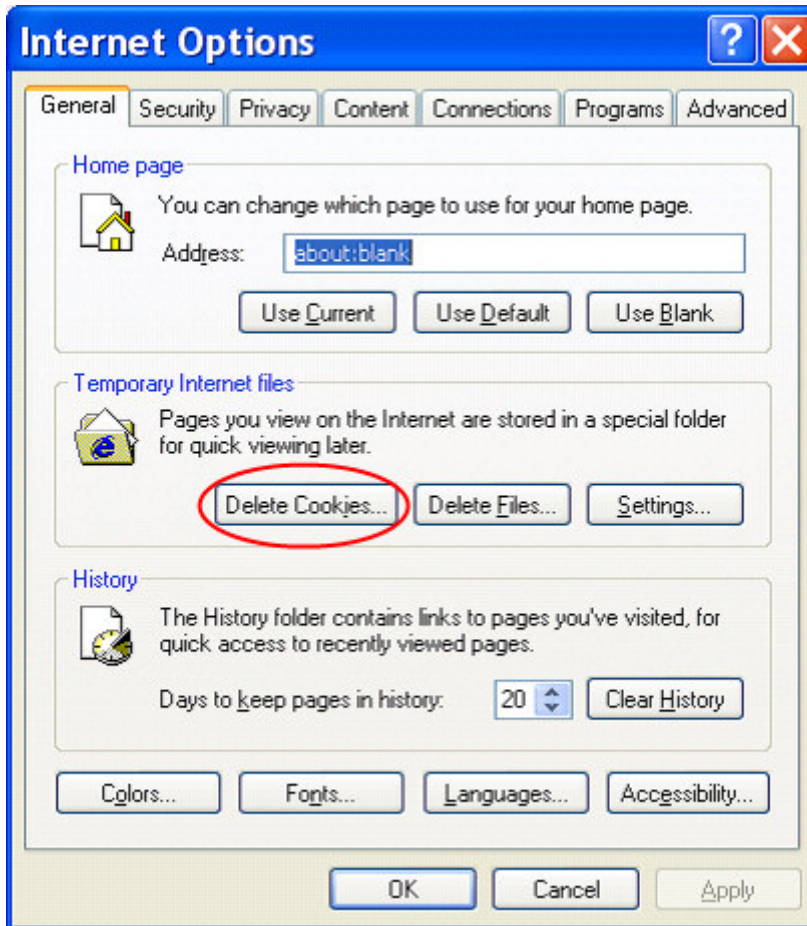 Internet Options
General Security Privacy Content Connections Programs Advanced
Home page
You can change which page to use for your home page.
Address: about:blank
Use Current Use Default Use Blank
Temporary Internet files
Pages you view on the Internet are stored in a special folder
for quick viewing later.
Delete Cookies... Delete Files... Settings...
History
The History folder contains links to pages you've visited, for
quick access to recently viewed pages.
Days to keep pages in history: 20 Clear History
Colors... Fonts... Languages... Accessibility...
OK Cancel Apply